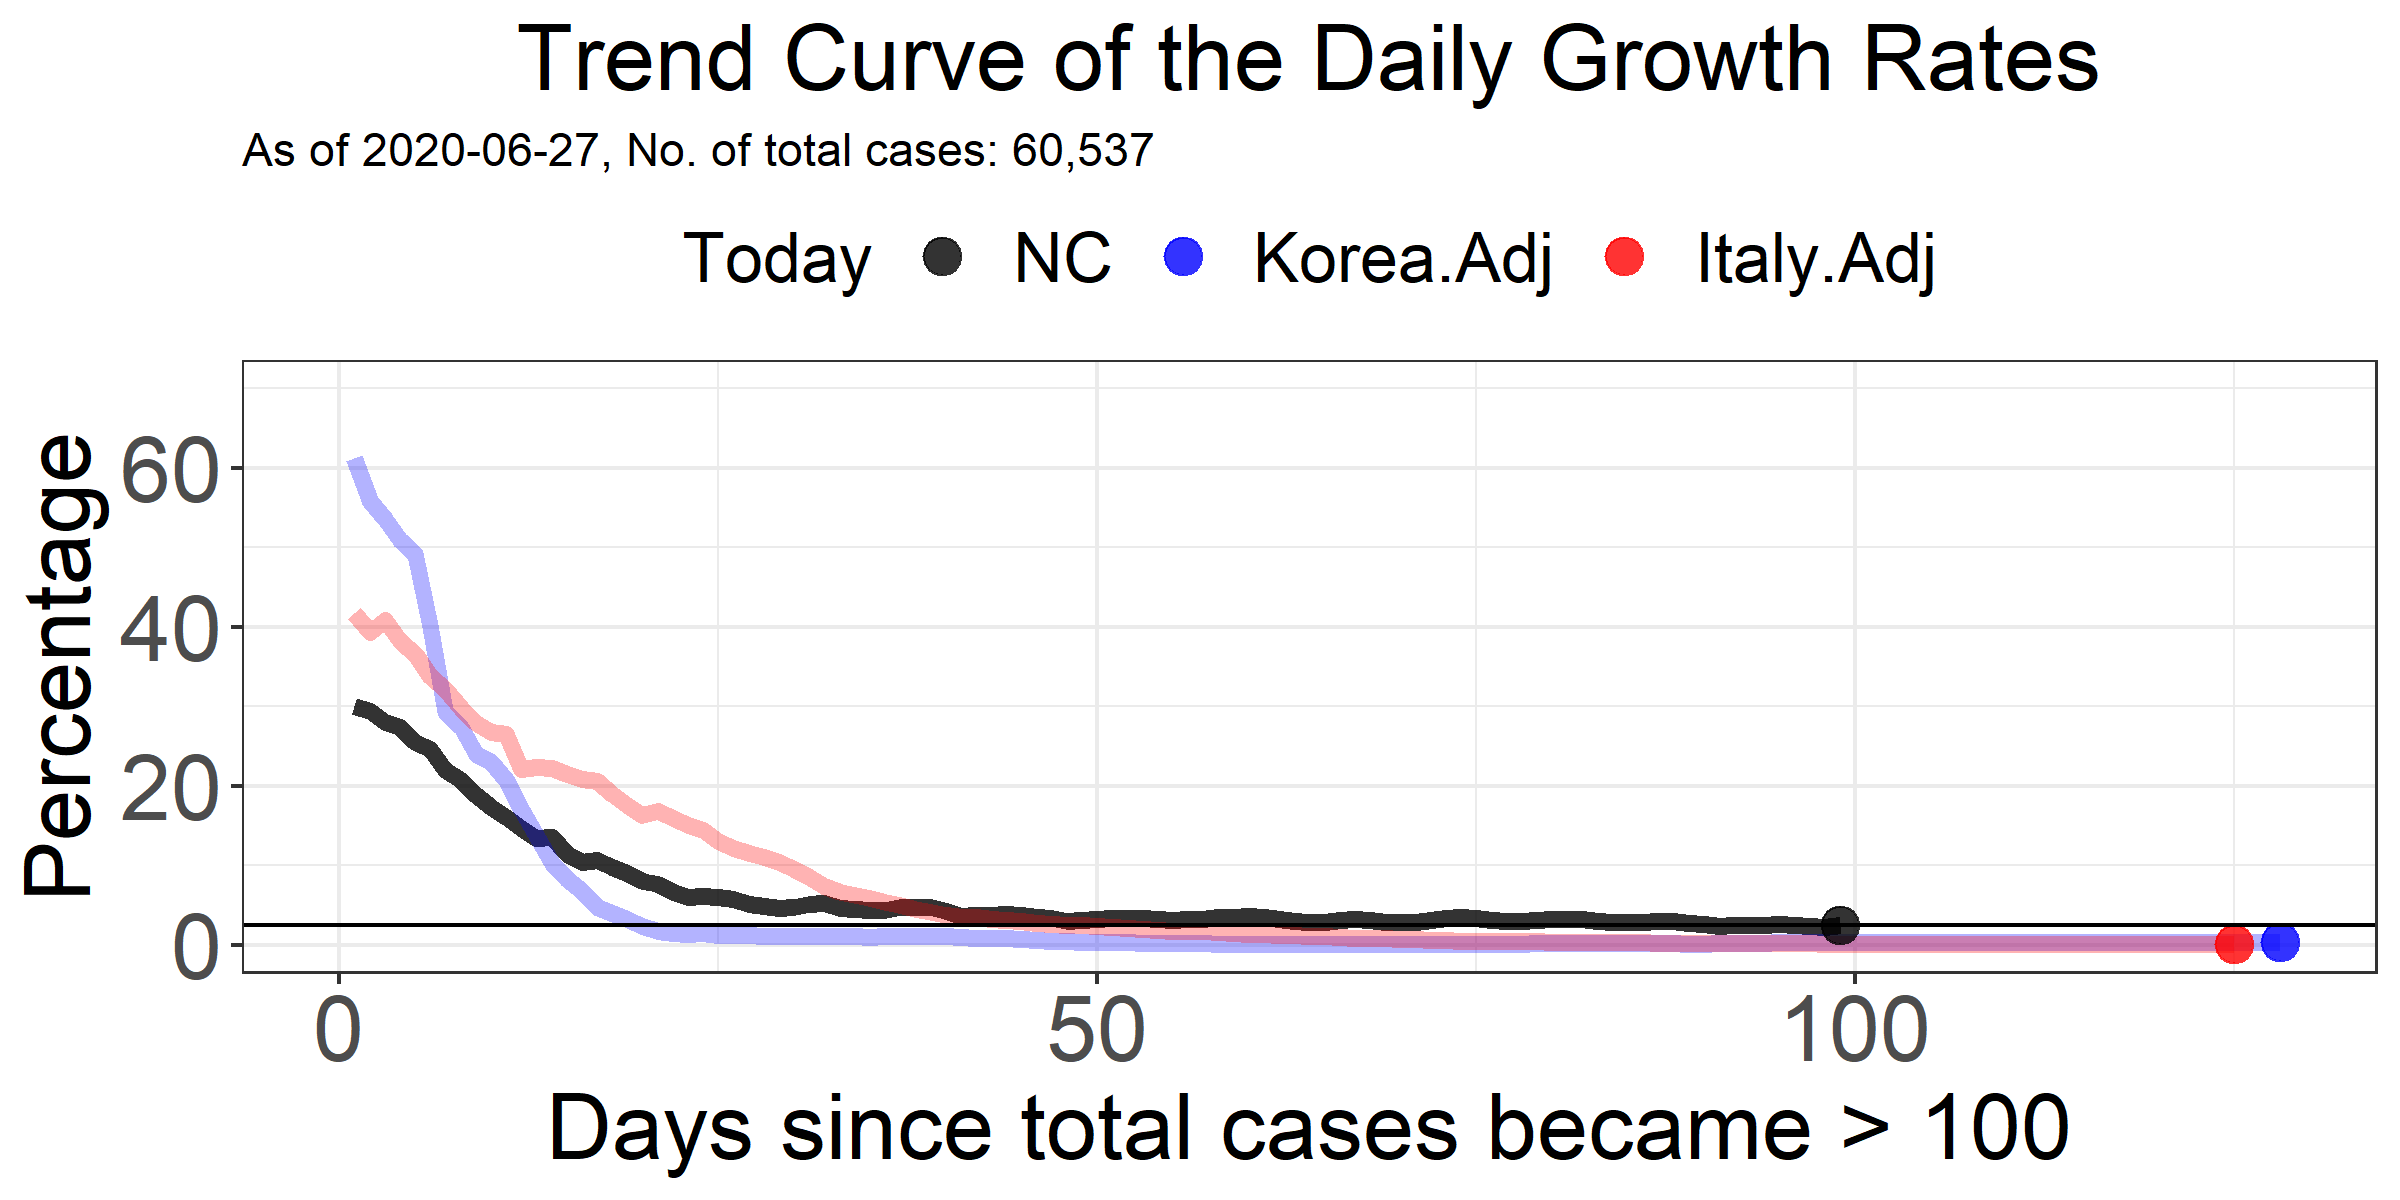 Trend Curve of the Daily Growth Rates
As of 2020-06-27, No. of total cases: 60,537
Today NC Korea.Adj Italy.Adj
Percentage
60
40
20
0
0 50 100
Days since total cases became > 100